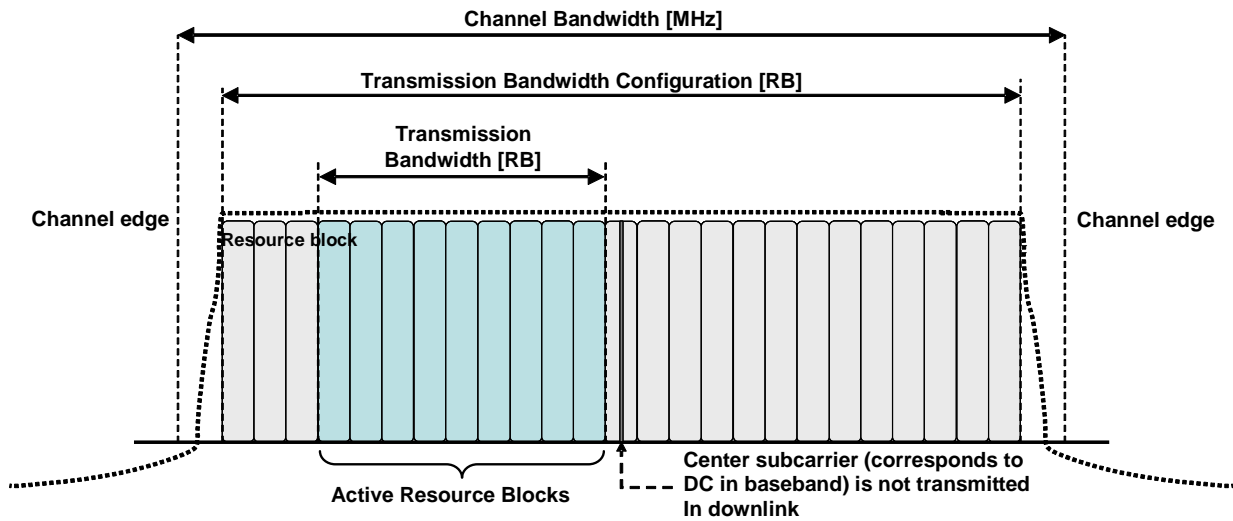 Channel Bandwidth [MHz]
Transmission Bandwidth Configuration [RB]
Transmission
Bandwidth [RB]
Channel edge
Channel edge
Resource block
Center subcarrier (corresponds to
DC in baseband) is not transmitted
In downlink
Active Resource Blocks